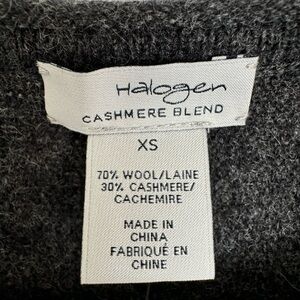 Halogen
CASHMERE BLEND
XS
70% WOOL/LAINE
30% CASHMERE/
CACHEMIRE
MADE IN
CHINA
FABRIQUÉ EN
CHINE